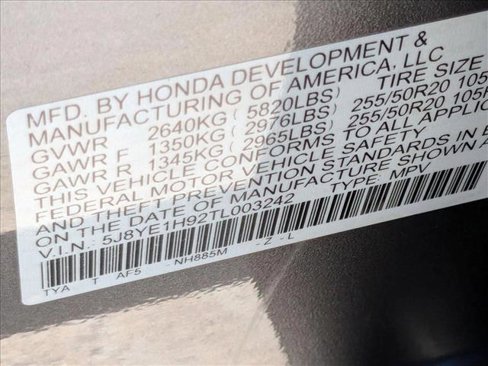 MFD. BY HONDA DEVELOPMENT &
MANUFACTURING OF AMERICA, LLC
GVWR 2640KG ( 5820LBS) TIRE SIZE
GAWR F 1350KG ( 2976LBS) 255/50R20 105
GAWR R 1345KG ( 2965LBS) 255/50R20 105
THIS VEHICLE CONFORMS TO ALL APPLIC
FEDERAL MOTOR VEHICLE SAFETY
AND THEFT PREVENTION STANDARDS IN E
ON THE DATE OF MANUFACTURE SHOWN A
V.I.N.: 5J8YE1H92TL003242 TYPE: MPV
TYA T AF5 - NH885M - Z - L